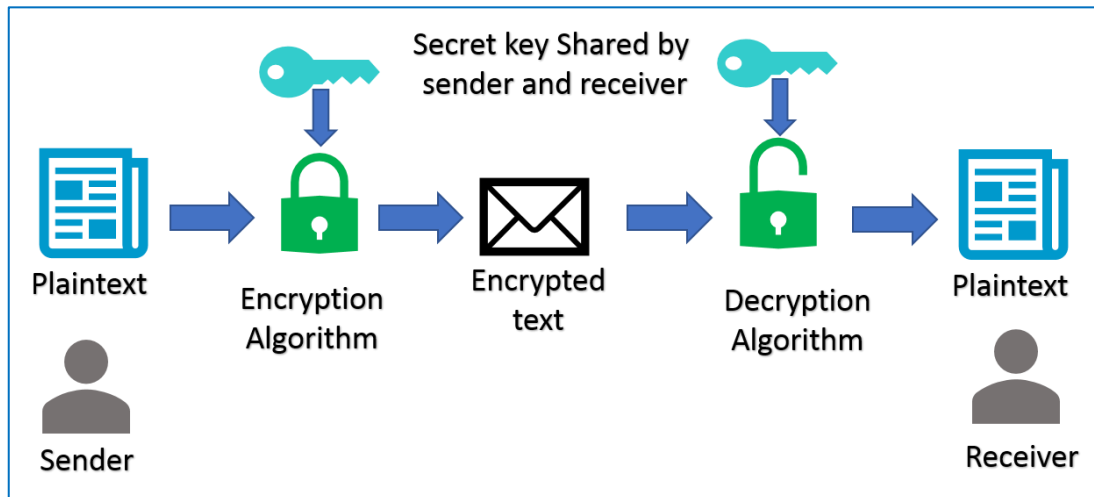 Secret key Shared by
sender and receiver
Plaintext
Encryption
Algorithm
Encrypted
text
Decryption
Algorithm
Plaintext
Sender
Receiver